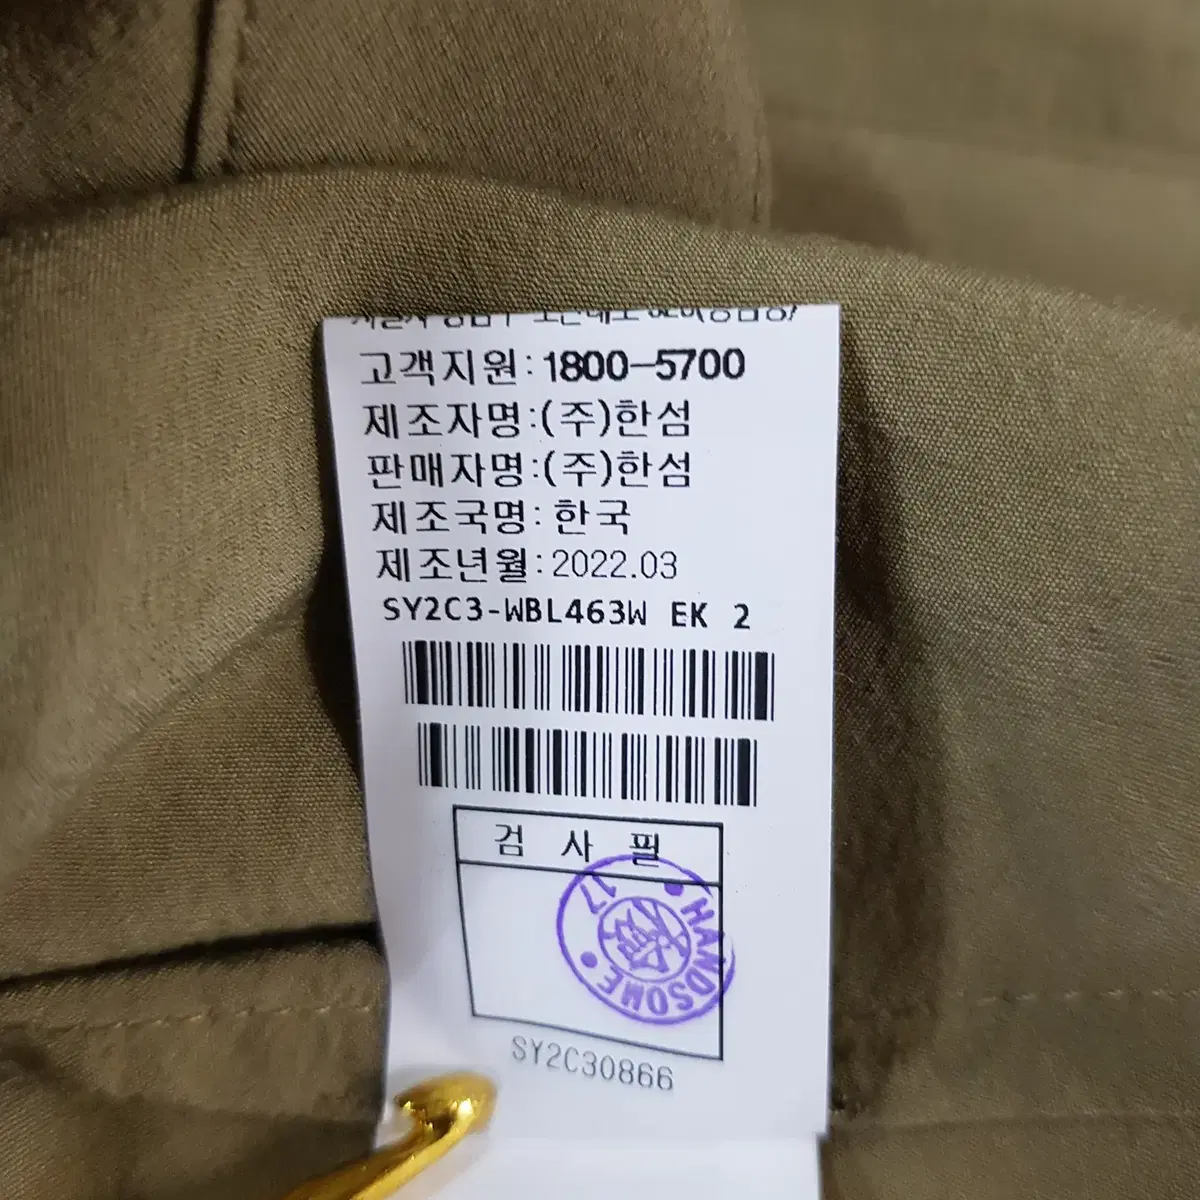 고객지원:1800-5700
제조자명:(주)한섬
판매자명:(주)한섬
제조국명:한국
제조년월:2022.03
SY2C3-WBL463W EK 2
검 사 필
17
HANDSOME
SY2C30866